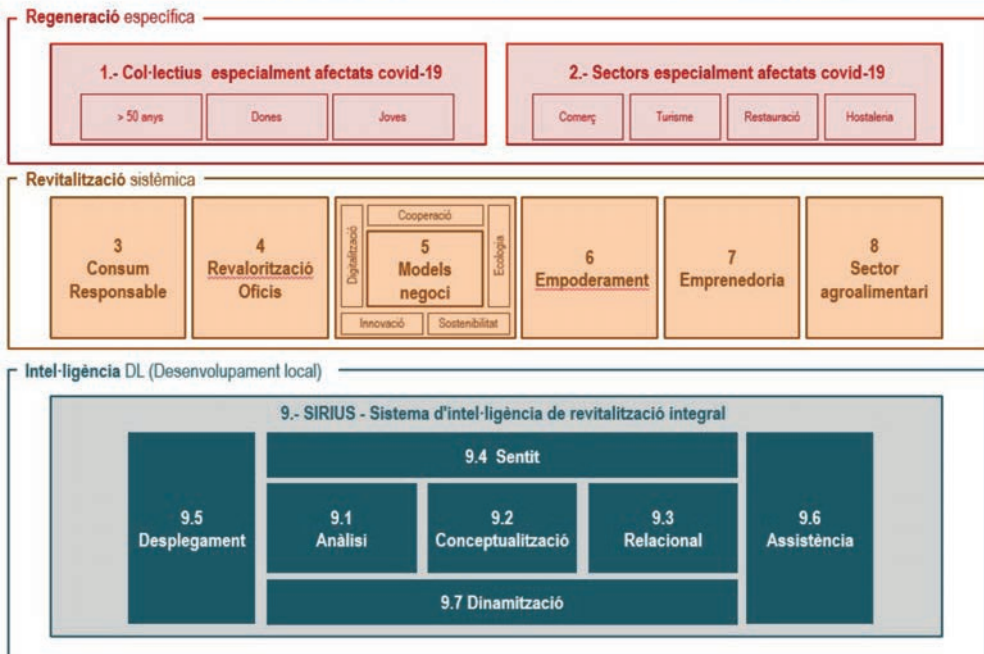 Regeneració específica
1.- Col·lectius especialment afectats covid-19
> 50 anys
Dones
Joves
2.- Sectors especialment afectats covid-19
Comerç
Turisme
Restauració
Hostaleria
Revitalització sistèmica
3
Consum
Responsable
4
Revalorització
Oficis
Digitalització
Cooperació
5
Models
negoci
Ecologia
Innovació
Sostenibilitat
6
Empoderament
7
Emprenedoria
8
Sector
agroalimentari
Intel·ligència DL (Desenvolupament local)
9.- SIRIUS - Sistema d'intel·ligència de revitalització integral
9.5
Desplegament
9.4 Sentit
9.1
Anàlisi
9.2
Conceptualització
9.3
Relacional
9.7 Dinamització
9.6
Assistència